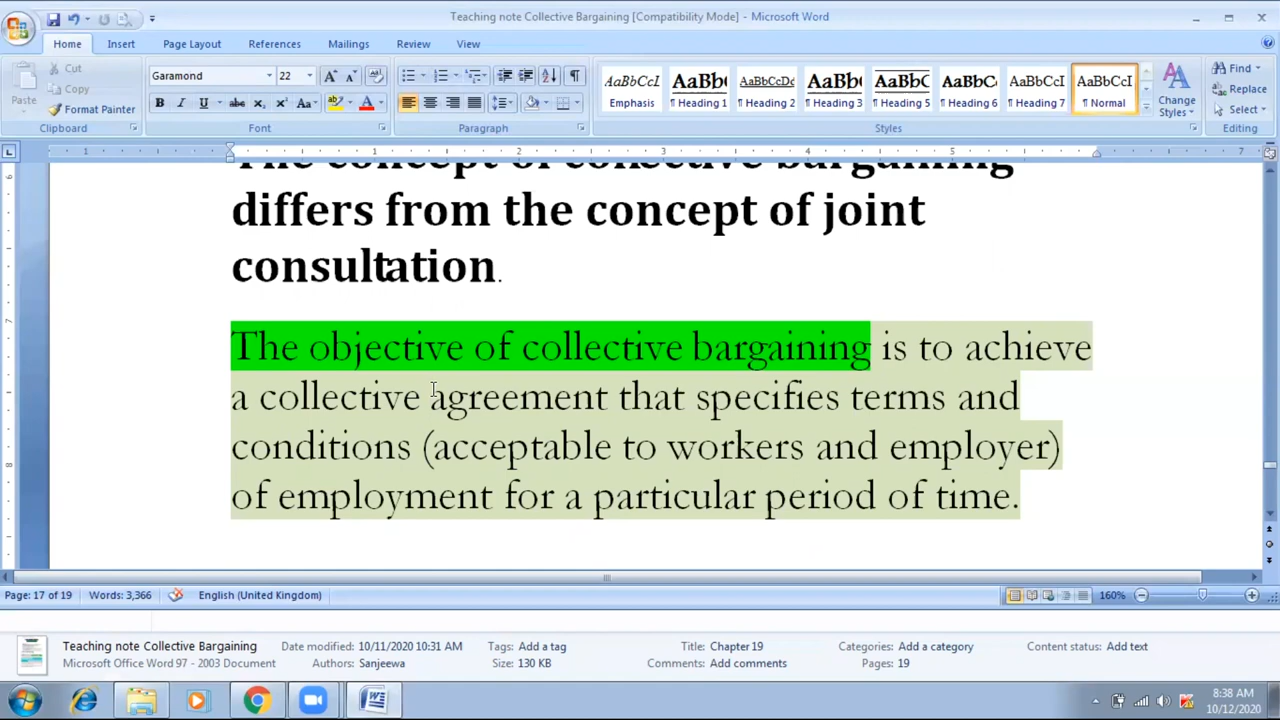 Teaching note Collective Bargaining [Compatibility Mode] - Microsoft Word
Home Insert Page Layout References Mailings Review View
Paste Cut Copy Format Painter
Clipboard
Garamond 22
Font
Paragraph
AaBbCcI Emphasis AaBb( Heading 1 AaBbCcDd Heading 2 AaBb( Heading 3 AaBbC Heading 5 AaBbC Heading 6 AaBbCcI ¶ Heading 7 AaBbCcI ¶ Normal
Change Styles
Styles
Find Replace Select
Editing
The concept of collective bargaining
differs from the concept of joint
consultation.
The objective of collective bargaining is to achieve
a collective agreement that specifies terms and
conditions (acceptable to workers and employer)
of employment for a particular period of time.
Page: 17 of 19 Words: 3,366 English (United Kingdom) 160%
Teaching note Collective Bargaining Date modified: 10/11/2020 10:31 AM Tags: Add a tag Title: Chapter 19 Categories: Add a category Content status: Add text
Microsoft Office Word 97 - 2003 Document Authors: Sanjeewa Size: 130 KB Comments: Add comments Pages: 19
8:38 AM
10/12/2020